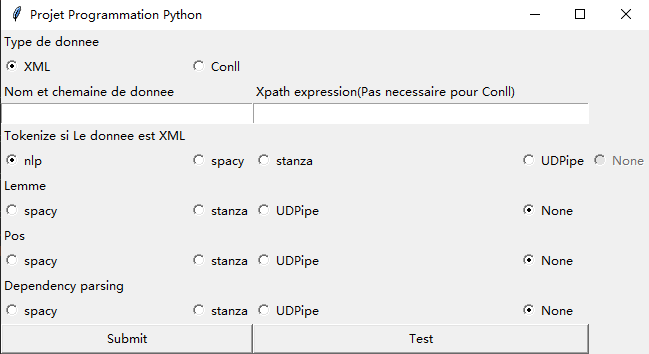 Projet Programmation Python
Type de donnee
XML Conll
Nom et chemaine de donnee Xpath expression(Pas necessaire pour Conll)
Tokenize si Le donnee est XML
nlp spacy stanza UDPipe None
Lemme
spacy stanza UDPipe None
Pos
spacy stanza UDPipe None
Dependency parsing
spacy stanza UDPipe None
Submit Test